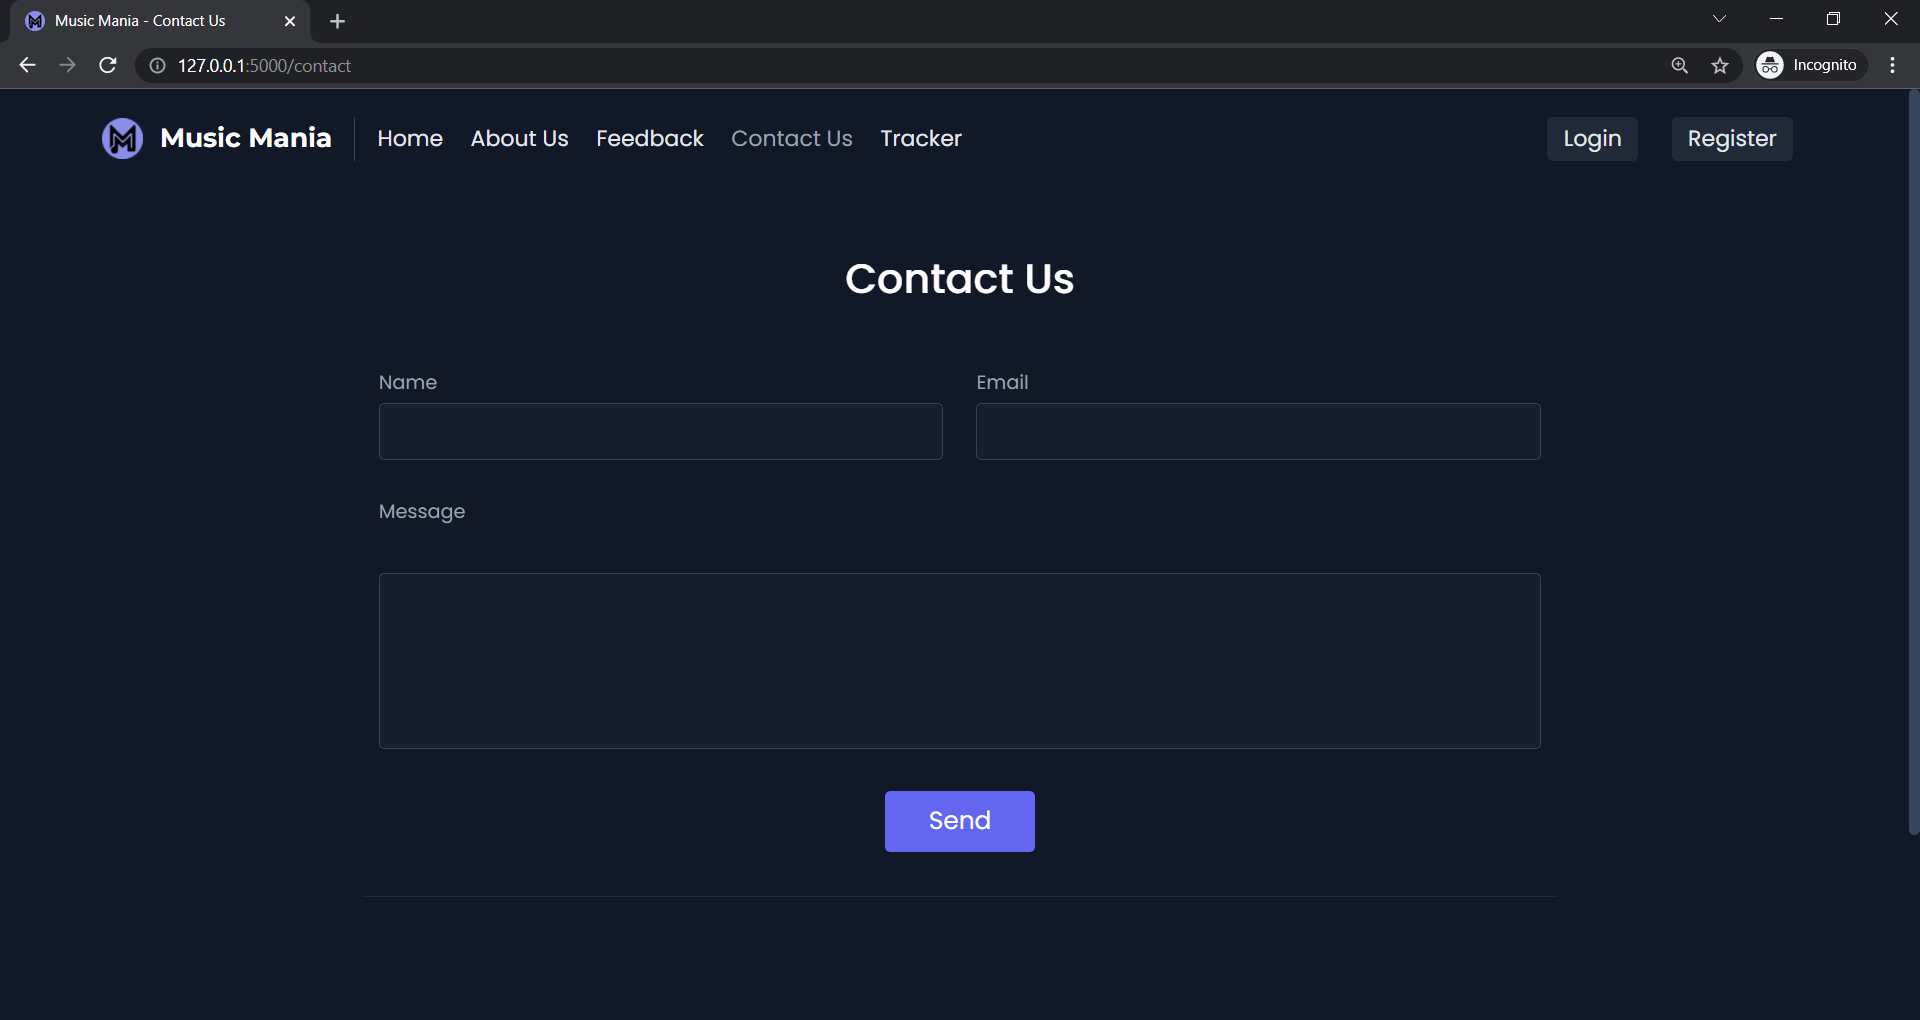 Music Mania - Contact Us
127.0.0.1:5000/contact
Incognito
Music Mania
Home
About Us
Feedback
Contact Us
Tracker
Login
Register
Contact Us
Name
Email
Message
Send